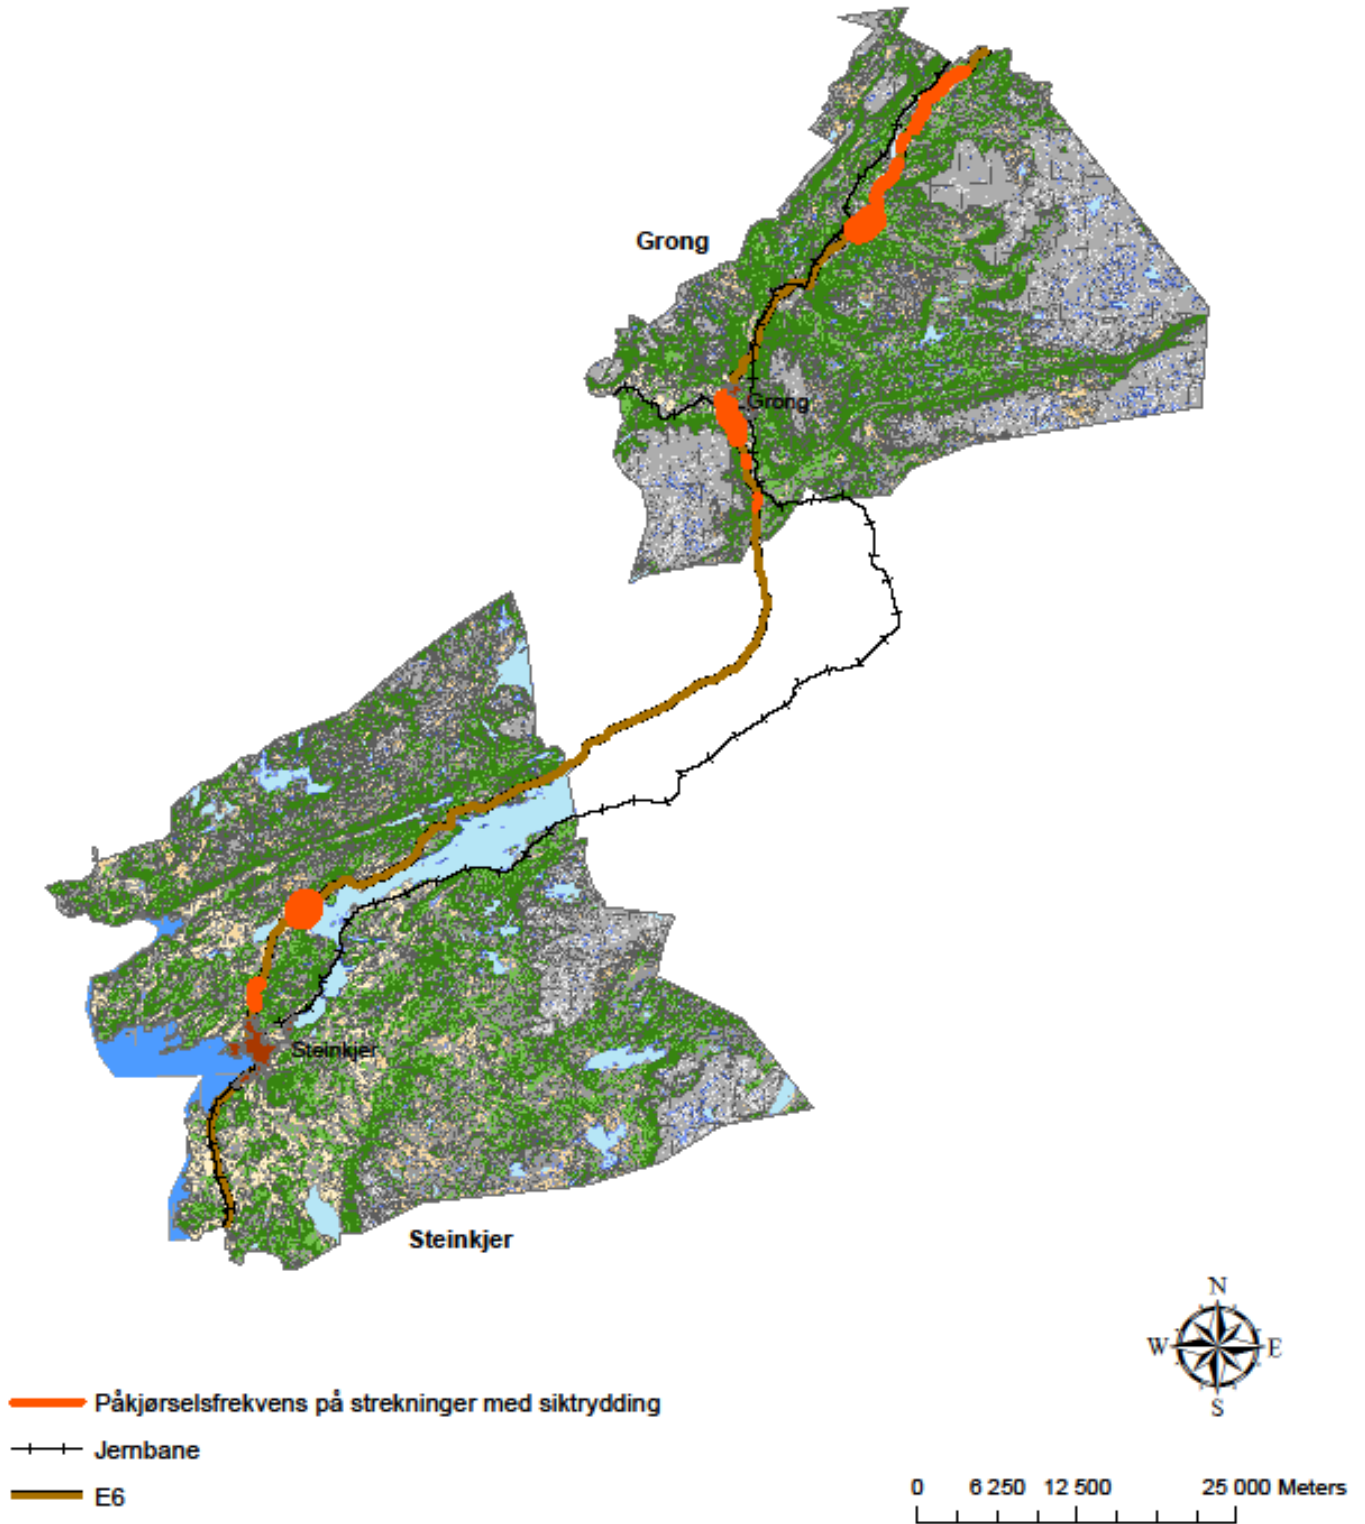 Grong
Grong
Steinkjer
Steinkjer
N
W E
S
Påkjørselsfrekvens på strekninger med siktrydding
Jernbane
E6
0 6 250 12 500 25 000 Meters